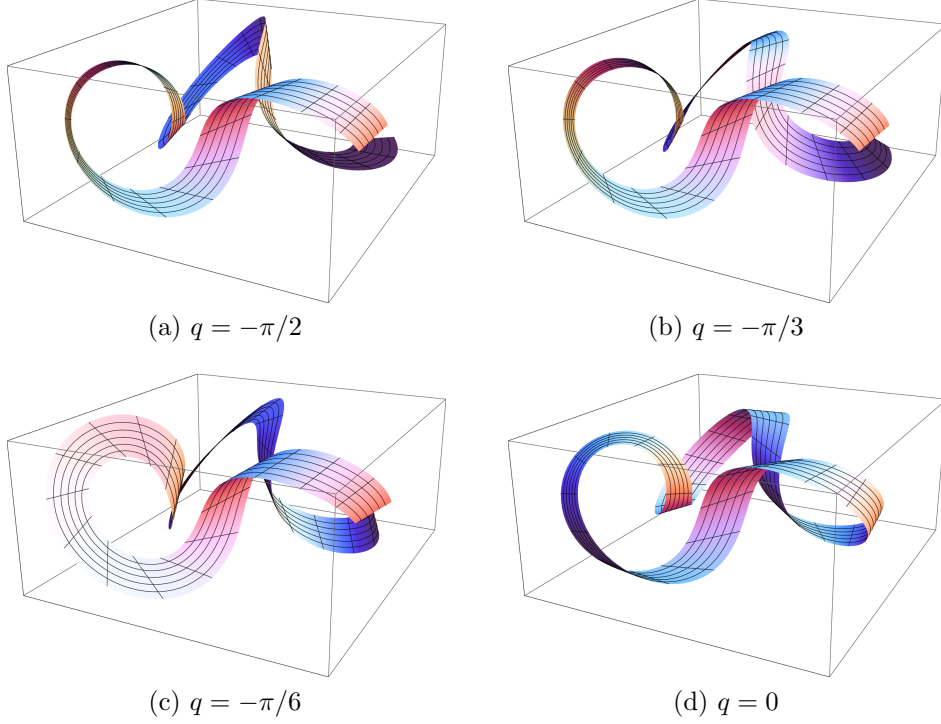 (a) q = −π/2
(b) q = −π/3
(c) q = −π/6
(d) q = 0